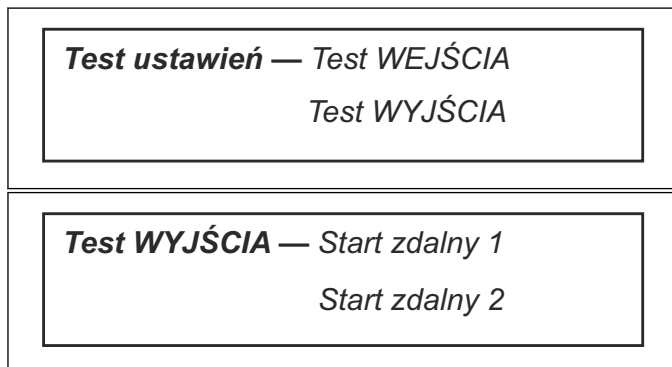 Test ustawień — Test WEJŚCIA
Test WYJŚCIA
Test WYJŚCIA — Start zdalny 1
Start zdalny 2